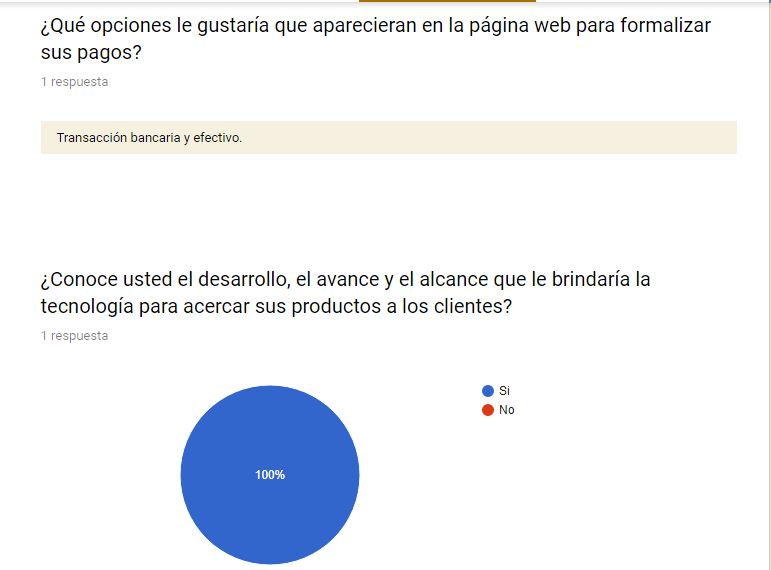 ¿Qué opciones le gustaría que aparecieran en la página web para formalizar
sus pagos?
1 respuesta
Transacción bancaria y efectivo.
¿Conoce usted el desarrollo, el avance y el alcance que le brindaría la
tecnología para acercar sus productos a los clientes?
1 respuesta
Si
No
100%